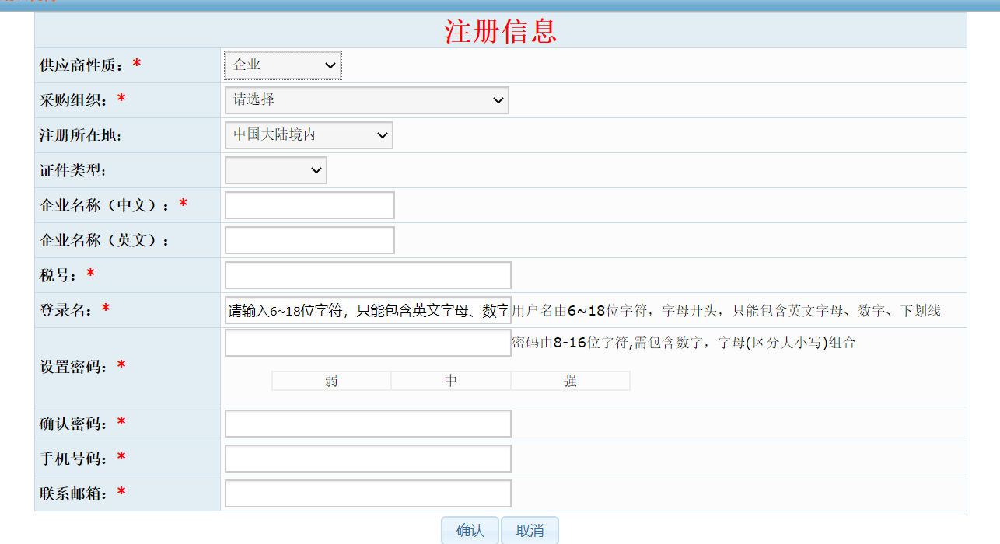 注册信息
供应商性质：* 企业
采购组织：* 请选择
注册所在地: 中国大陆境内
证件类型:
企业名称（中文）：*
企业名称（英文）：
税号：*
登录名：* 请输入6~18位字符，只能包含英文字母、数字 用户名由6~18位字符，字母开头，只能包含英文字母、数字、下划线
密码由8-16位字符,需包含数字，字母(区分大小写)组合
设置密码：*
弱 中 强
确认密码：*
手机号码：*
联系邮箱：*
确认 取消